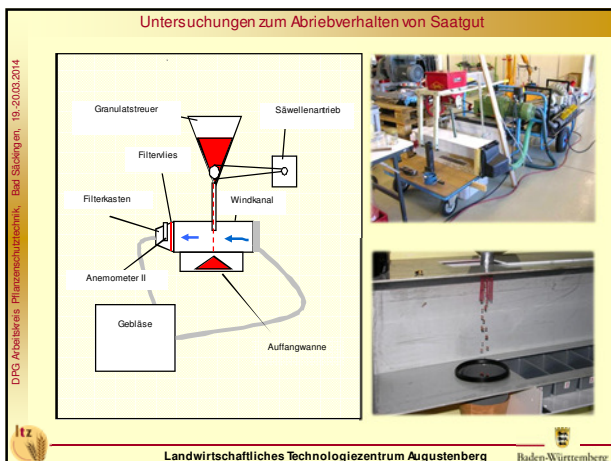 Untersuchungen zum Abriebverhalten von Saatgut
DPG Arbeitskreis Pflanzenschutztechnik, Bad Säckingen, 19.-20.03.2014
Granulatstreuer
Säwellenantrieb
Filtervlies
Filterkasten
Windkanal
Anemometer II
Gebläse
Auffangwanne
ltz
Landwirtschaftliches Technologiezentrum Augustenberg
Baden-Württemberg